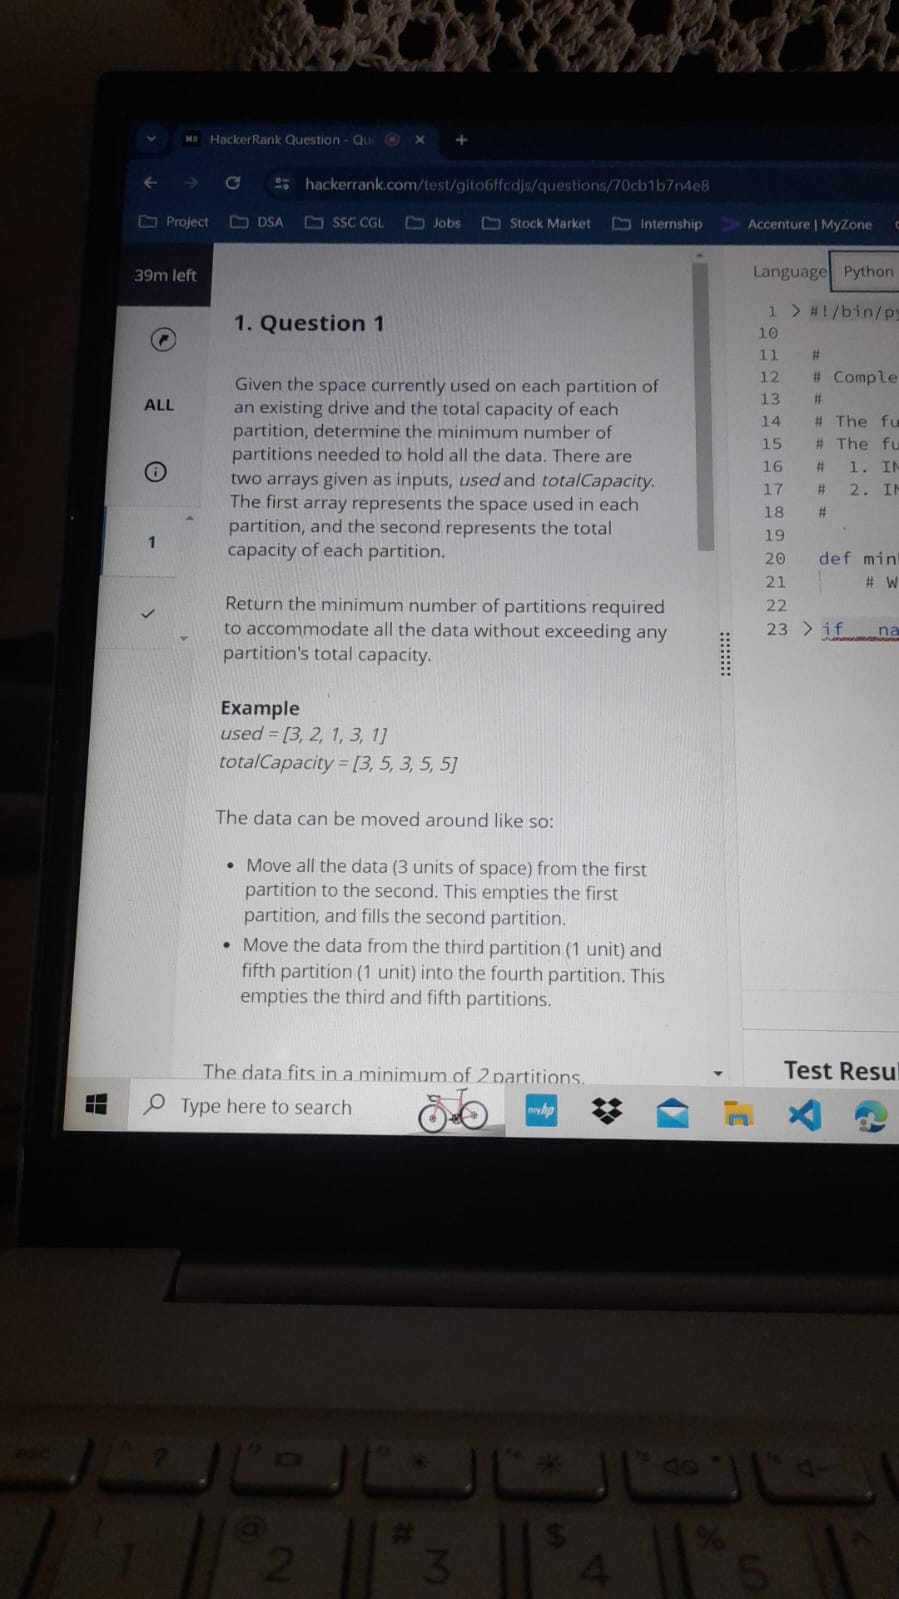 HackerRank Question - Qu
hackerrank.com/test/gito6ffcdjs/questions/70cb1b7n4e8
Project DSA SSC CGL Jobs Stock Market Internship Accenture | MyZone
39m left
ALL
1
1. Question 1
Given the space currently used on each partition of
an existing drive and the total capacity of each
partition, determine the minimum number of
partitions needed to hold all the data. There are
two arrays given as inputs, used and totalCapacity.
The first array represents the space used in each
partition, and the second represents the total
capacity of each partition.
Return the minimum number of partitions required
to accommodate all the data without exceeding any
partition's total capacity.
Example
used = [3, 2, 1, 3, 1]
totalCapacity = [3, 5, 3, 5, 5]
The data can be moved around like so:
• Move all the data (3 units of space) from the first
partition to the second. This empties the first
partition, and fills the second partition.
• Move the data from the third partition (1 unit) and
fifth partition (1 unit) into the fourth partition. This
empties the third and fifth partitions.
The data fits in a minimum of 2 partitions.
Language Python
1 > #!/bin/py
10
11 #
12 # Comple
13 #
14 # The fu
15 # The fu
16 # 1. IN
17 # 2. IN
18 #
19
20 def min
21 # W
22
23 > if __na
Test Resu
Type here to search
myhp
esc ?
! 1 @ 2 # 3 $ 4 % 5 ^